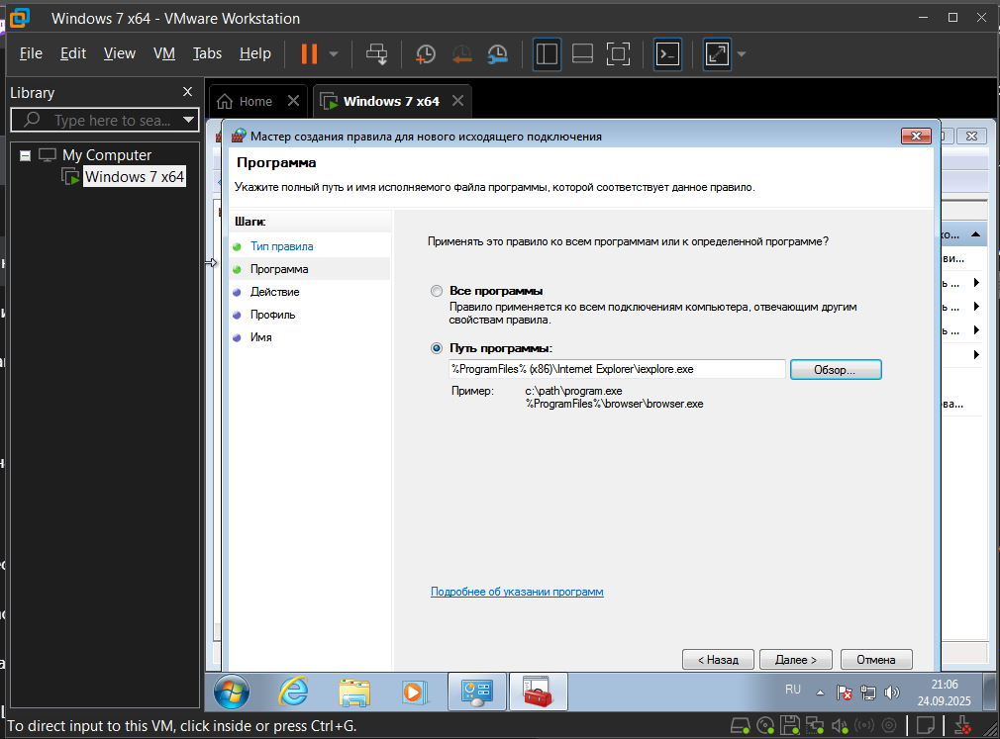 Windows 7 x64 - VMware Workstation
File Edit View VM Tabs Help
Library
Type here to sea...
My Computer
Windows 7 x64
Home
Windows 7 x64
Мастер создания правила для нового исходящего подключения
Программа
Укажите полный путь и имя исполняемого файла программы, которой соответствует данное правило.
Шаги:
Тип правила
Программа
Действие
Профиль
Имя
Применять это правило ко всем программам или к определенной программе?
Все программы
Правило применяется ко всем подключениям компьютера, отвечающим другим
свойствам правила.
Путь программы:
%ProgramFiles% (x86)\Internet Explorer\iexplore.exe
Обзор...
Пример:
c:\path\program.exe
%ProgramFiles%\browser\browser.exe
Подробнее об указании программ
< Назад
Далее >
Отмена
RU
21:06
24.09.2025
To direct input to this VM, click inside or press Ctrl+G.